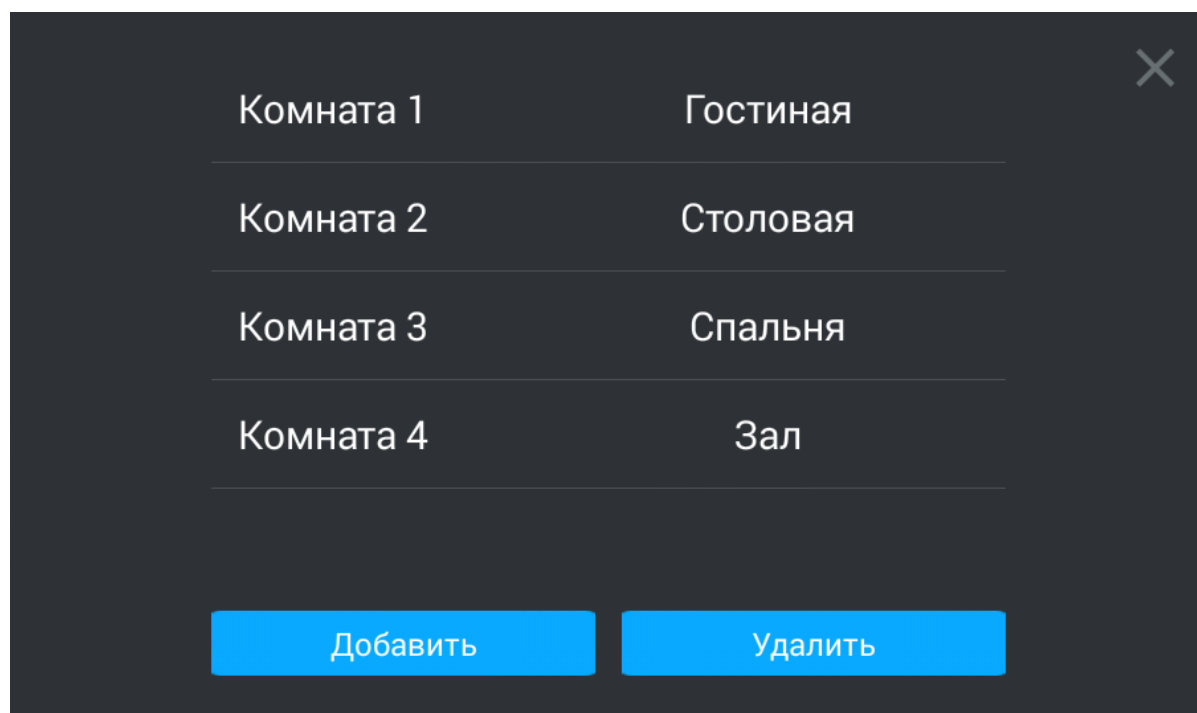 Комната 1 Гостиная
Комната 2 Столовая
Комната 3 Спальня
Комната 4 Зал
Добавить Удалить